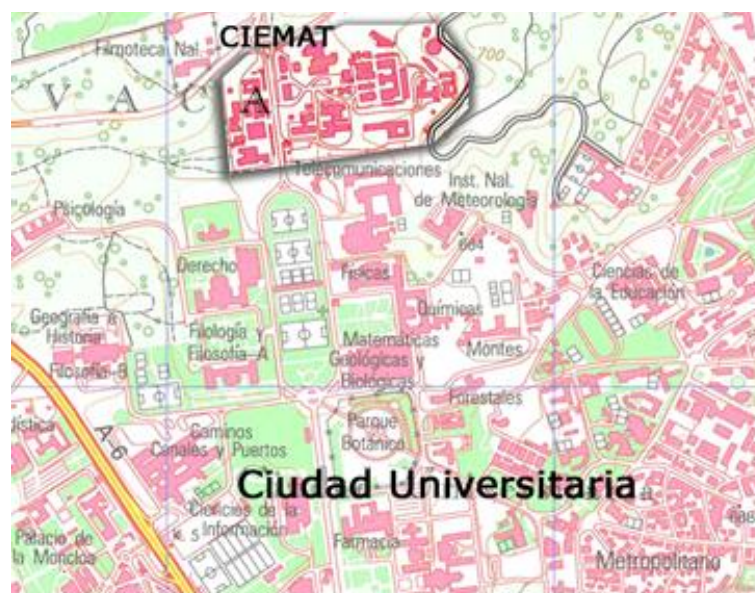 CIEMAT
Filmoteca Nal.
700
VACA
Telecomunicaciones
Inst. Nal.
de Meteorología
Psicología
684
Derecho
Físicas
Ciencias de
la Educación
Químicas
Geografía e
Historia
Filología y
Filosofía-A
Matemáticas
Geológicas y
Biológicas
Montes
Filosofía-B
Forestales
A-6
Caminos
Canales y Puertos
Parque
Botánico
Ciudad Universitaria
Ciencias de la
Información
Palacio de
la Moncloa
Farmacia
Metropolitano